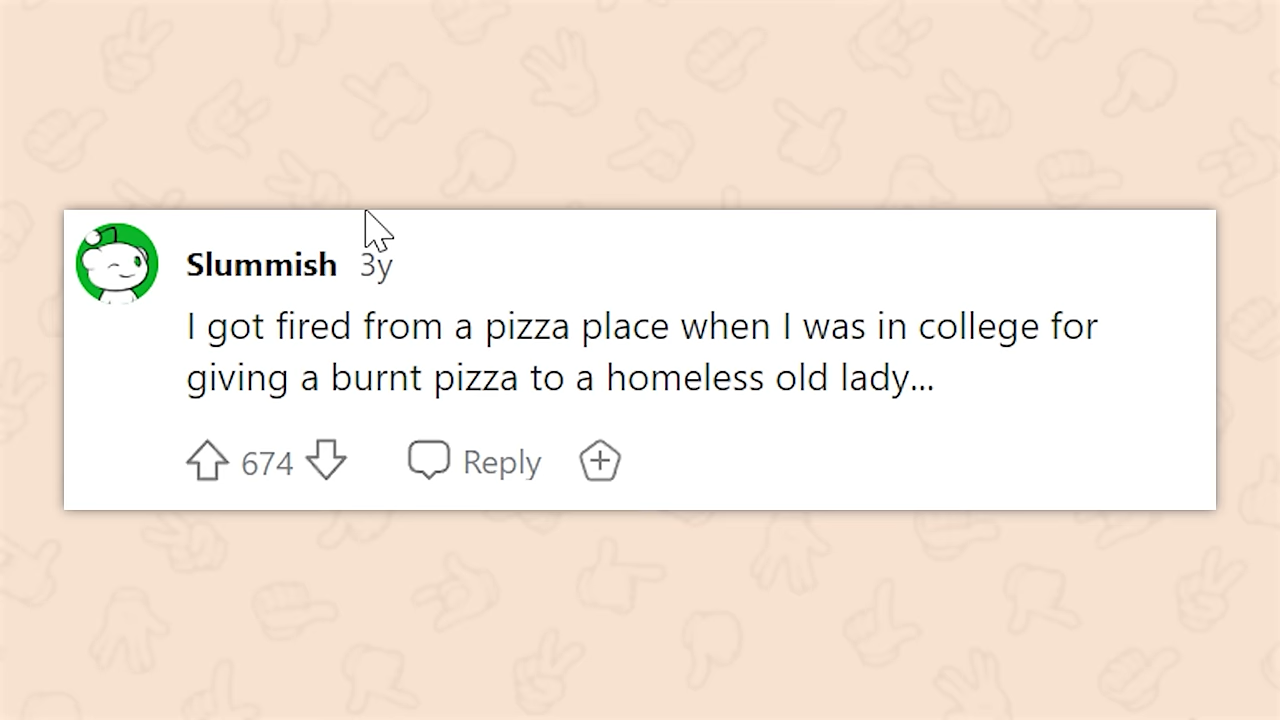 Slummish 3y
I got fired from a pizza place when I was in college for
giving a burnt pizza to a homeless old lady...
674 Reply